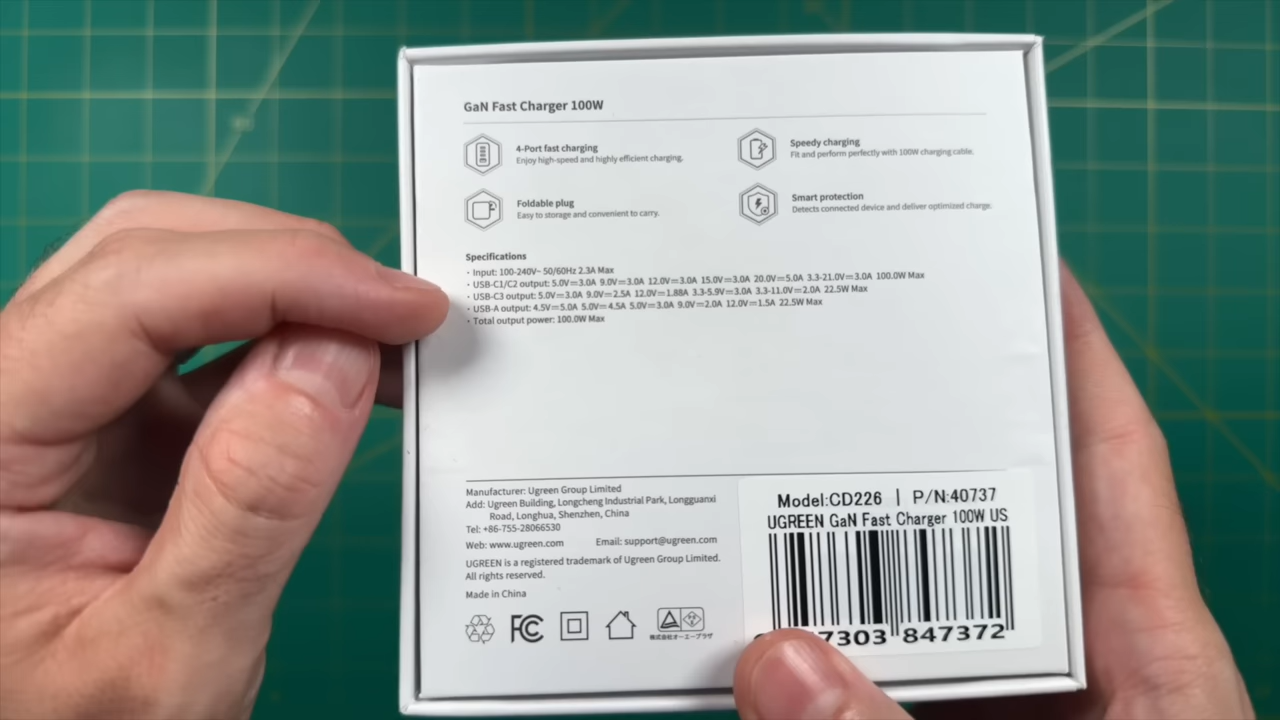 GaN Fast Charger 100W
4-Port fast charging
Enjoy high-speed and highly efficient charging.
Speedy charging
Fit and perform perfectly with 100W charging cable.
Foldable plug
Easy to storage and convenient to carry.
Smart protection
Detects connected device and deliver optimized charge.
Specifications
· Input: 100-240V~ 50/60Hz 2.3A Max
· USB-C1/C2 output: 5.0V⎓3.0A 9.0V⎓3.0A 12.0V⎓3.0A 15.0V⎓3.0A 20.0V⎓5.0A 3.3-21.0V⎓3.0A 100.0W Max
· USB-C3 output: 5.0V⎓3.0A 9.0V⎓2.5A 12.0V⎓1.88A 3.3-5.9V⎓3.0A 3.3-11.0V⎓2.0A 22.5W Max
· USB-A output: 4.5V⎓5.0A 5.0V⎓4.5A 5.0V⎓3.0A 9.0V⎓2.0A 12.0V⎓1.5A 22.5W Max
· Total output power: 100.0W Max
Manufacturer: Ugreen Group Limited
Add: Ugreen Building, Longcheng Industrial Park, Longguanxi
Road, Longhua, Shenzhen, China
Tel: +86-755-28066530
Web: www.ugreen.com Email: support@ugreen.com
UGREEN is a registered trademark of Ugreen Group Limited.
All rights reserved.
Made in China
FC
株式会社オーエープラザ
Model:CD226 | P/N:40737
UGREEN GaN Fast Charger 100W US
7303 847372